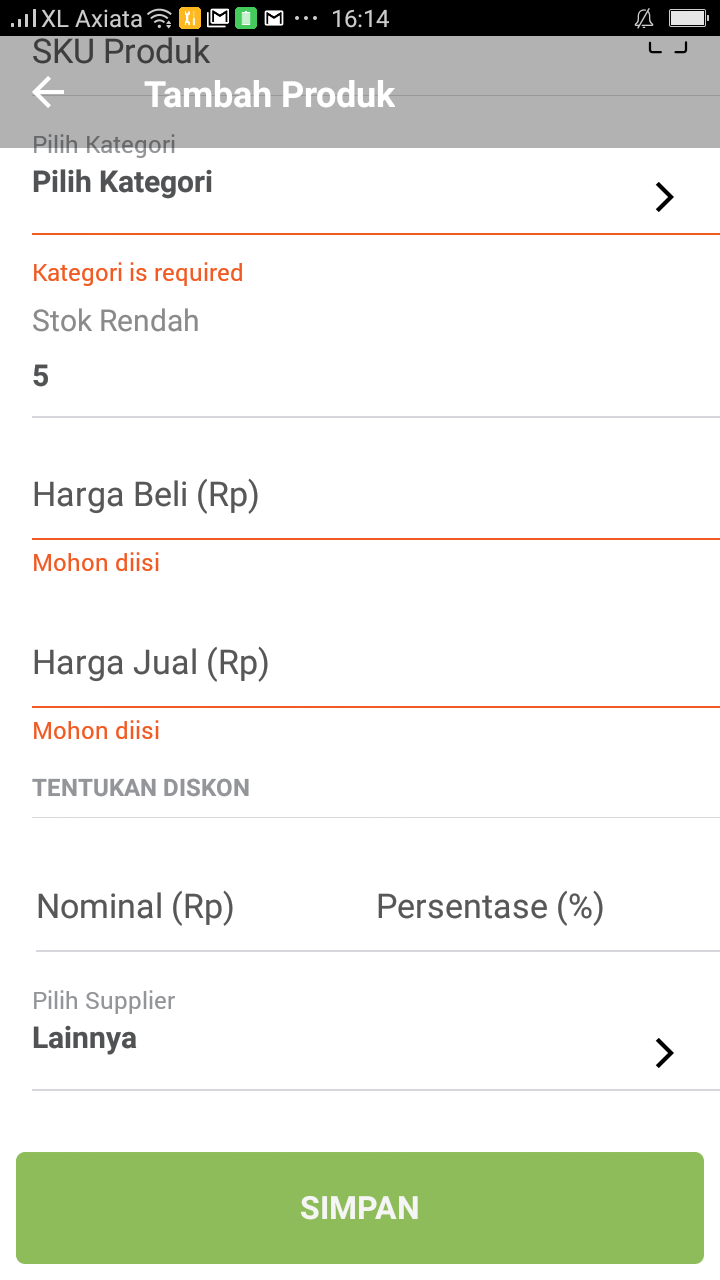 XL Axiata 16:14
SKU Produk
Tambah Produk
Pilih Kategori
Pilih Kategori
Kategori is required
Stok Rendah
5
Harga Beli (Rp)
Mohon diisi
Harga Jual (Rp)
Mohon diisi
TENTUKAN DISKON
Nominal (Rp) Persentase (%)
Pilih Supplier
Lainnya
SIMPAN